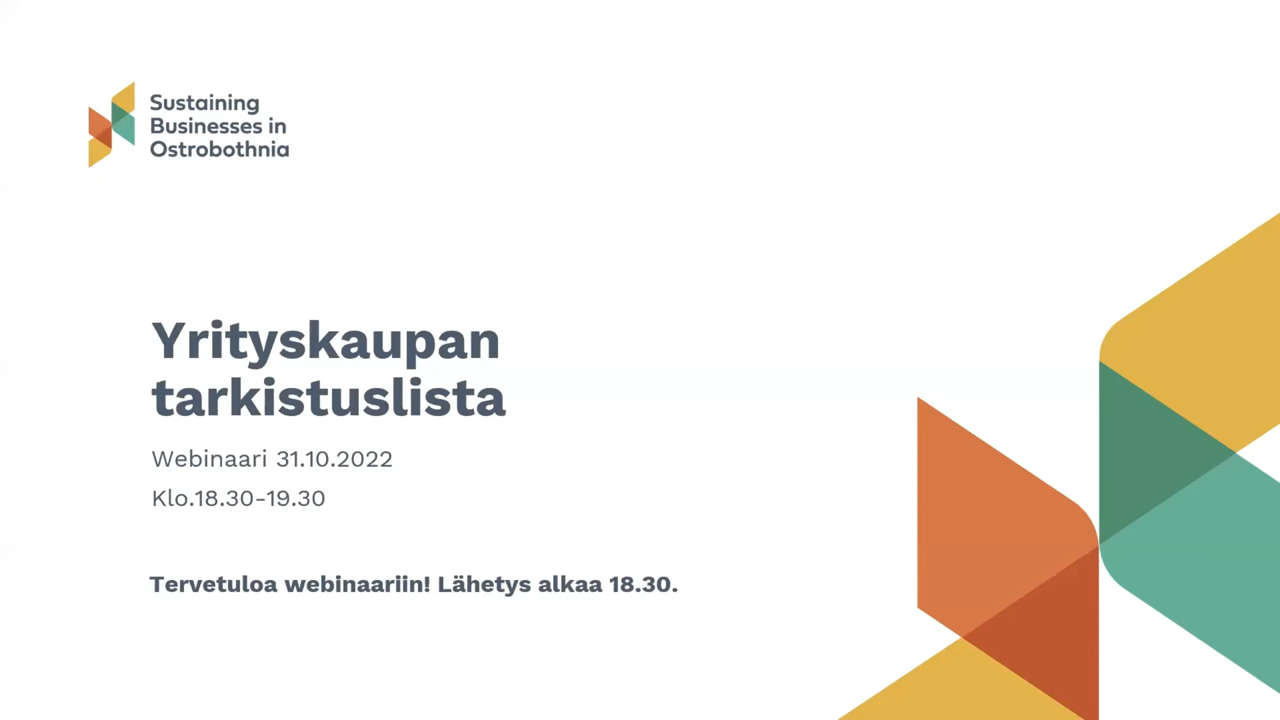 Sustaining
Businesses in
Ostrobothnia
Yrityskaupan
tarkistuslista
Webinaari 31.10.2022
Klo.18.30-19.30
Tervetuloa webinaariin! Lähetys alkaa 18.30.